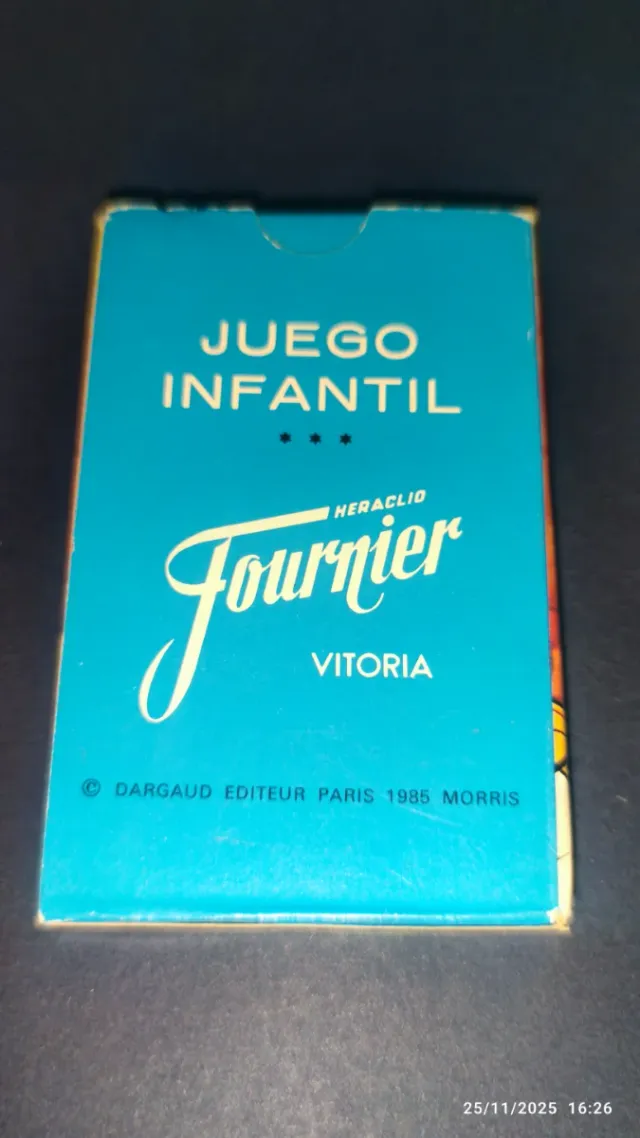 JUEGO
INFANTIL
* * *
HERACLIO
Fournier
VITORIA
© DARGAUD EDITEUR PARIS 1985 MORRIS
25/11/2025 16:26